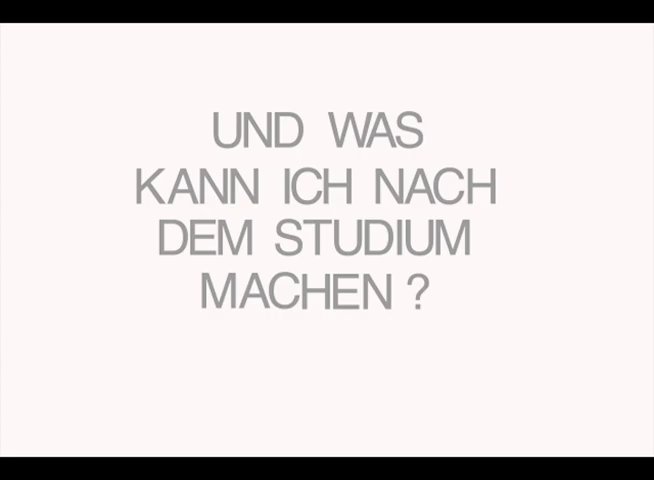 UND WAS
KANN ICH NACH
DEM STUDIUM
MACHEN ?